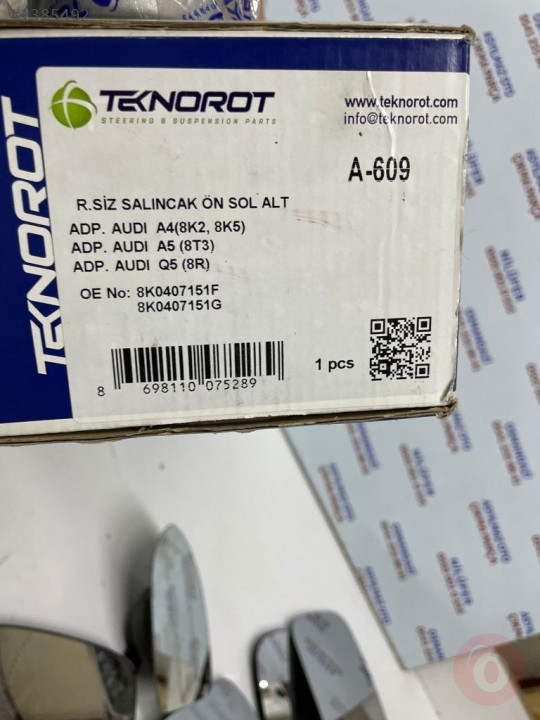 TEKNOROT
STEERING & SUSPENSION PARTS
www.teknorot.com
info@teknorot.com
TEKNOROT
A-609
R.SİZ SALINCAK ÖN SOL ALT
ADP. AUDI A4(8K2, 8K5)
ADP. AUDI A5 (8T3)
ADP. AUDI Q5 (8R)
OE No: 8K0407151F
8K0407151G
1 pcs
8 698110 075289